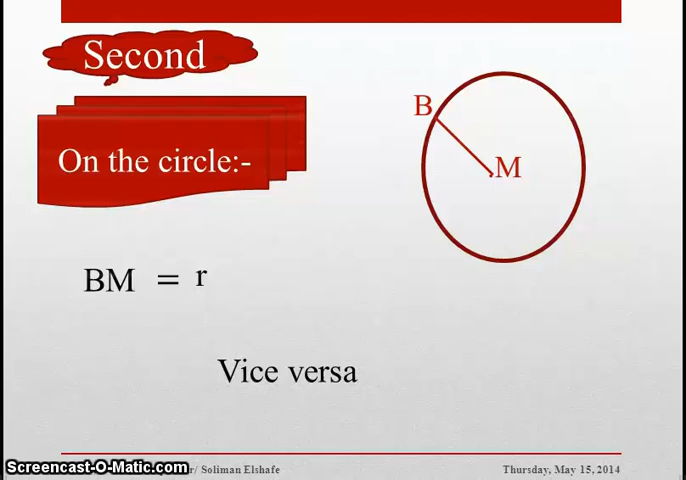 Second
On the circle:-
B
M
BM = r
Vice versa
Soliman Elshafe
Thursday, May 15, 2014
Screencast-O-Matic.com